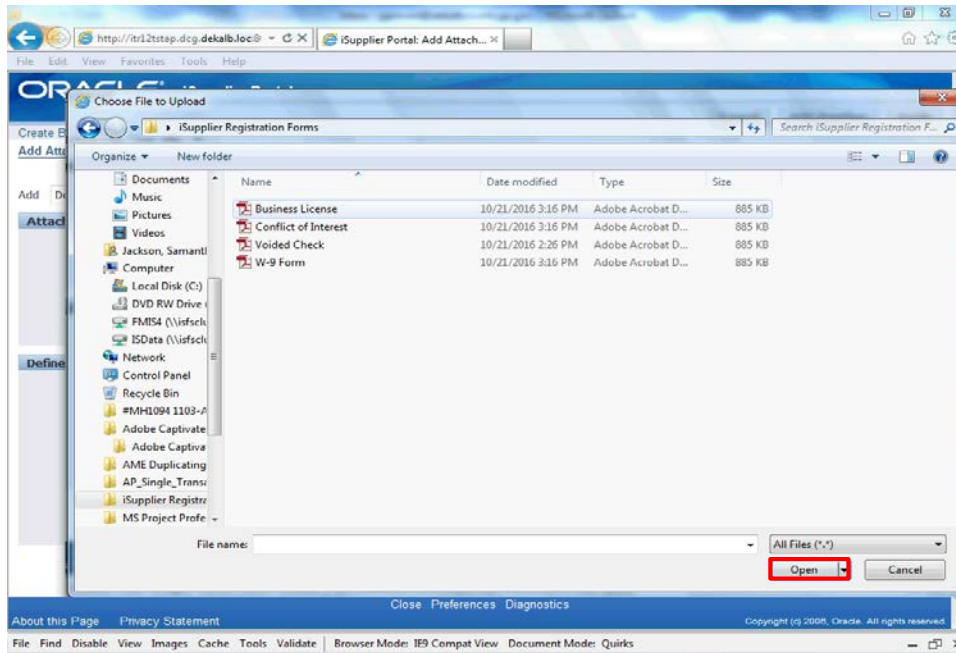 http://itr12tstap.dcg.dekalb.loc:8
iSupplier Portal: Add Attach...
File Edit View Favorites Tools Help
Choose File to Upload
iSupplier Registration Forms
Search iSupplier Registration F...
Create B
Add Atta
Organize
New folder
Add De
Attach
Define
Name Date modified Type Size
Documents
Music
Pictures
Videos
Jackson, Samantl
Computer
Local Disk (C:)
DVD RW Drive
FMIS4 (\\isfsclu
ISData (\\isfsclu
Network
Control Panel
Recycle Bin
#MH1094 1103-A
Adobe Captivate
Adobe Captiva
AME Duplicating
AP_Single_Transa
iSupplier Registra
MS Project Profe
Business License 10/21/2016 3:16 PM Adobe Acrobat D... 885 KB
Conflict of Interest 10/21/2016 3:16 PM Adobe Acrobat D... 885 KB
Voided Check 10/21/2016 2:26 PM Adobe Acrobat D... 885 KB
W-9 Form 10/21/2016 3:16 PM Adobe Acrobat D... 885 KB
File name:
All Files (*.*)
Open Cancel
Close Preferences Diagnostics
About this Page Privacy Statement
Copyright (c) 2006, Oracle. All rights reserved.
File Find Disable View Images Cache Tools Validate Browser Mode: IE9 Compat View Document Mode: Quirks